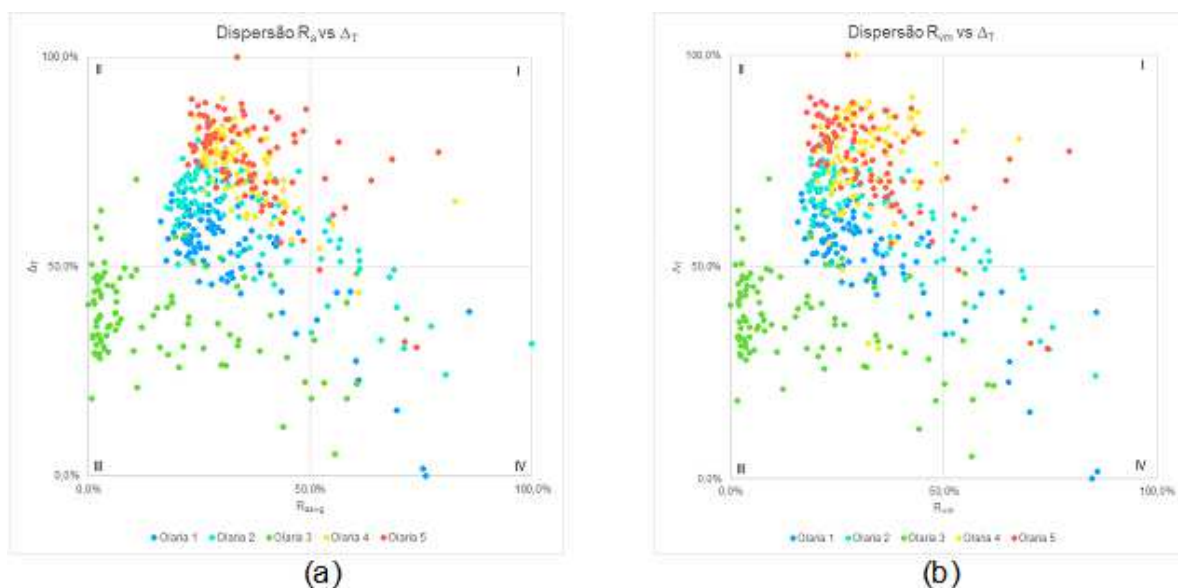 Dispersão Ra vs ΔT
100,0%
II
I
ΔT
50,0%
0,0%
III
IV
0,0%
50,0%
100,0%
Olaria 1 Olaria 2 Olaria 3 Olaria 4 Olaria 5
(a)
Dispersão Rvm vs ΔT
100,0%
II
I
ΔT
50,0%
0,0%
III
IV
0,0%
50,0%
100,0%
Olaria 1 Olaria 2 Olaria 3 Olaria 4 Olaria 5
(b)